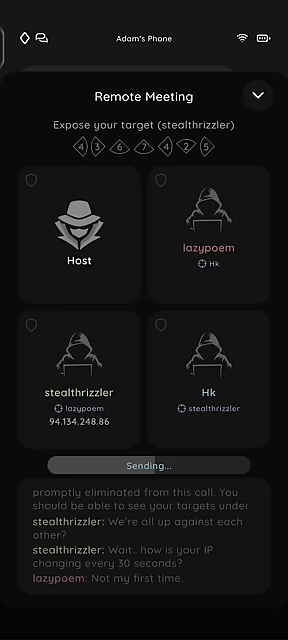 Adam's Phone
Remote Meeting
Expose your target (stealthrizzler)
4 3 6 7 4 2 5
Host
lazypoem
Hk
stealthrizzler
lazypoem
94.134.248.86
Hk
stealthrizzler
Sending...
promptly eliminated from this call. You
should be able to see your targets under
stealthrizzler: We're all up against each
other?
stealthrizzler: Wait.. how is your IP
changing every 30 seconds?
lazypoem: Not my first time.